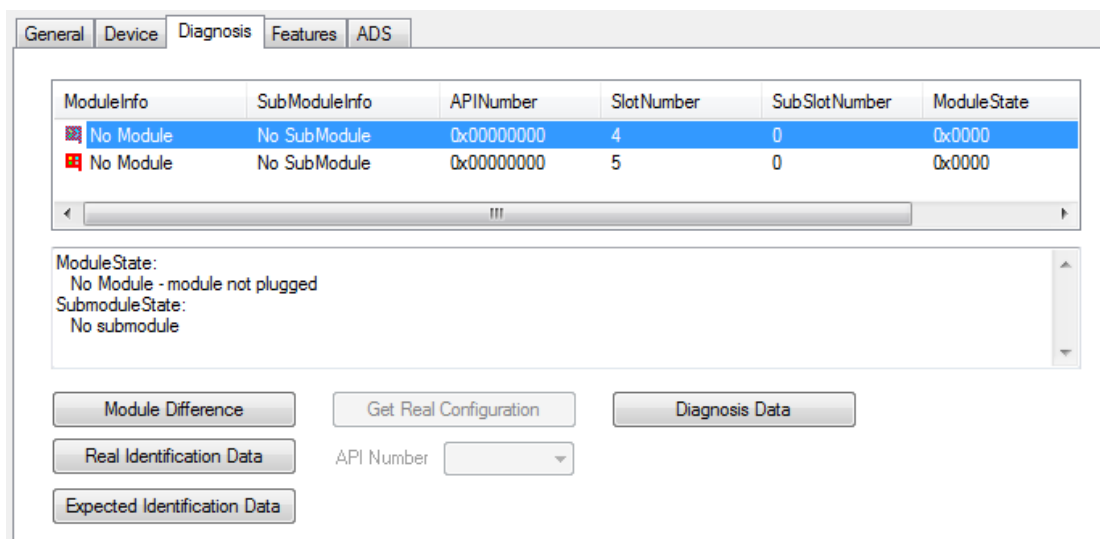 General Device Diagnosis Features ADS
ModuleInfo SubModuleInfo APINumber SlotNumber SubSlotNumber ModuleState
No Module No SubModule 0x00000000 4 0 0x0000
No Module No SubModule 0x00000000 5 0 0x0000
ModuleState:
No Module - module not plugged
SubmoduleState:
No submodule
Module Difference Get Real Configuration Diagnosis Data
Real Identification Data API Number
Expected Identification Data